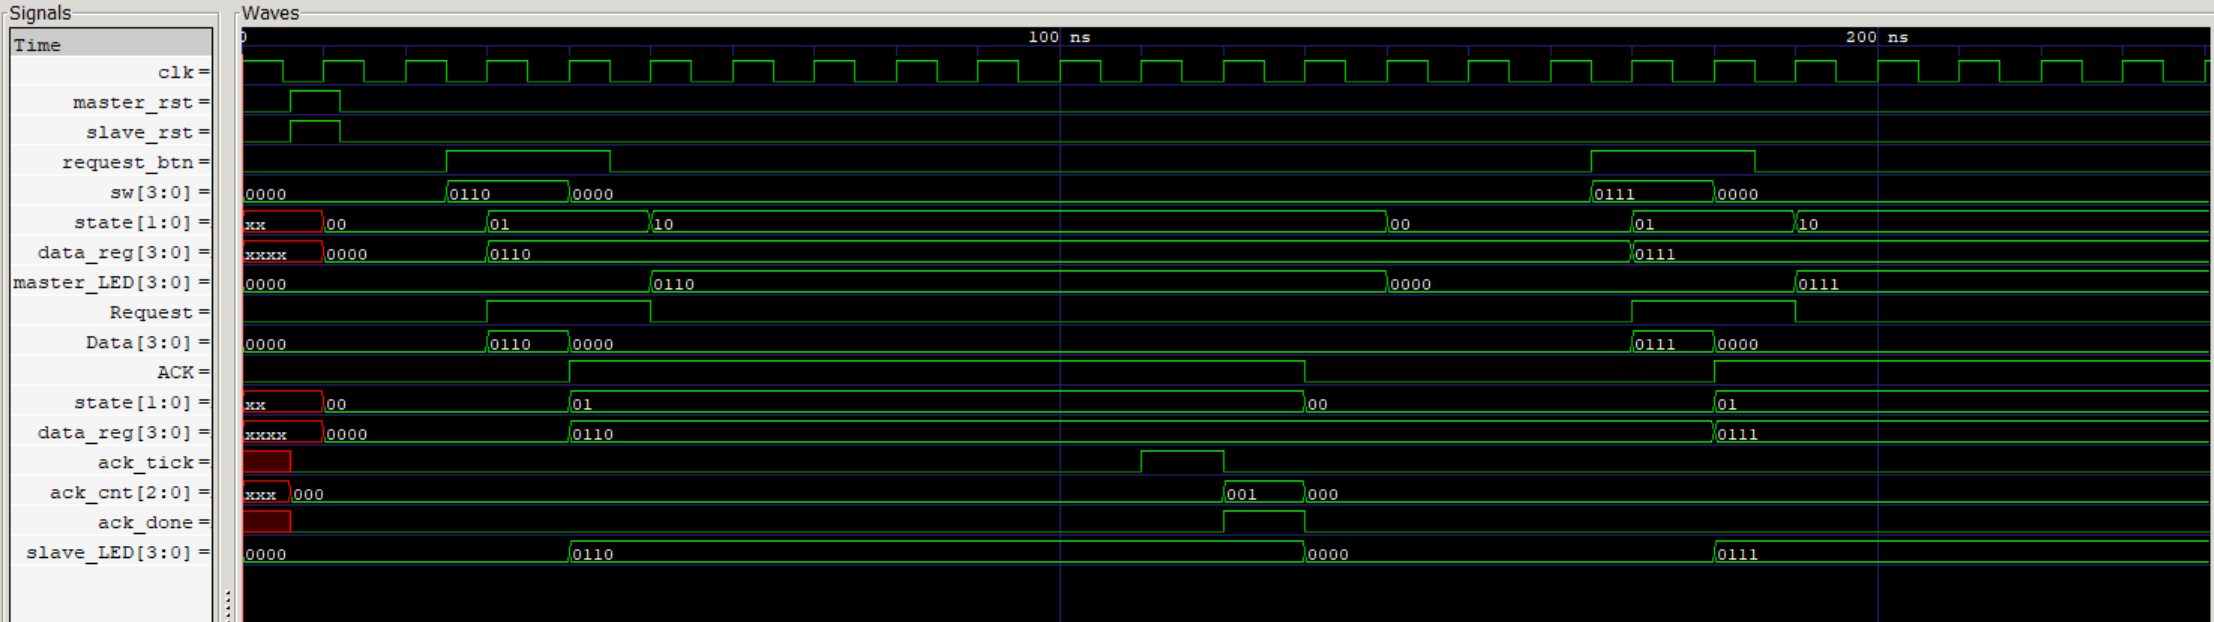 Signals Waves
Time 0 100 ns 200 ns
clk =
master_rst =
slave_rst =
request_btn =
sw[3:0] = 0000 0110 0000 0111 0000
state[1:0] = xx 00 01 10 00 01 10
data_reg[3:0] = xxxx 0000 0110 0111
master_LED[3:0] = 0000 0110 0000 0111
Request =
Data[3:0] = 0000 0110 0000 0111 0000
ACK =
state[1:0] = xx 00 01 00 01
data_reg[3:0] = xxxx 0000 0110 0111
ack_tick =
ack_cnt[2:0] = xxx 000 001 000
ack_done =
slave_LED[3:0] = 0000 0110 0000 0111